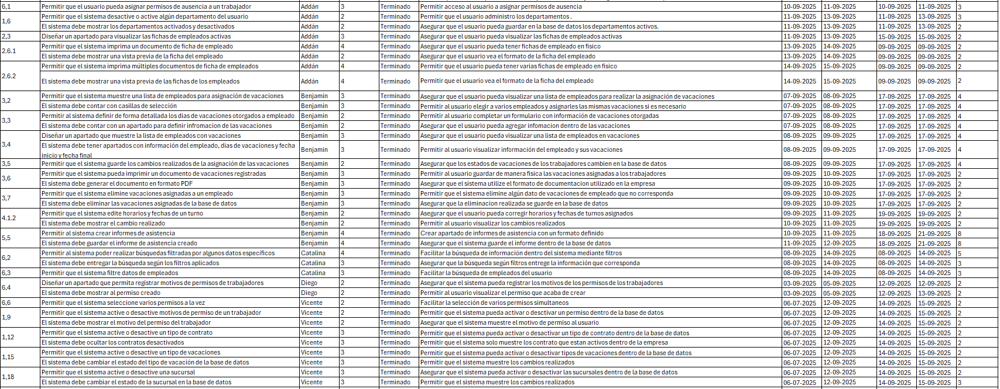 6,1 Permitir que el usuario pueda asignar permisos de ausencia a un trabajador Addán 3 Terminado Permitir acceso al usuario a asignar permisos de ausencia 10-09-2025 11-09-2025 10-09-2025 11-09-2025 3
1,6 Permitir que el sistema desactive o active algún departamento del usuario Addán 2 Terminado Permitir que el usuario administro los departamentos . 11-09-2025 13-09-2025 11-09-2025 13-09-2025 3
El sistema debe mostrar los departamentos activados y desactivados Addán 2 Terminado Asegurar que el usuario pueda guardar en la base de datos los departamentos activos. 11-09-2025 13-09-2025 11-09-2025 13-09-2025 2
2,3 Diseñar un apartado para visualizar las fichas de empleados activas Addán 3 Terminado Asegurar que el usuario pueda visualizar las fichas de empleados activas 11-09-2025 13-09-2025 15-09-2025 15-09-2025 2
2.6.1 Permitir que el sistema imprima un documento de ficha de empleado Addán 4 Terminado Asegurar que el usuario pueda tener fichas de empleado en fisico 13-09-2025 14-09-2025 09-09-2025 09-09-2025 2
El sistema debe mostrar una vista previa de la ficha del empleado Addán 2 Terminado Asegurar que el usuario vea el formato de la ficha del empleado 13-09-2025 14-09-2025 09-09-2025 09-09-2025 2
2.6.2 Permitir que el sistema imprima múltiples documentos de ficha de empleados Addán 4 Terminado Permitir que el usuario pueda tener varias fichas de empleado en fisico 14-09-2025 15-09-2025 09-09-2025 09-09-2025 2
El sistema debe mostrar una vista previa de las fichas de los empleados Addán 4 Terminado Permitir que el usuario vea el formato de la ficha del empleado 14-09-2025 15-09-2025 09-09-2025 09-09-2025 2
3,2 Permitir que el sistema muestre una lista de empleados para asignación de vacaciones Benjamin 3 Terminado Asegurar que el usuario pueda visualizar una lista de empleados para realizar la asignación de vacaciones 07-09-2025 08-09-2025 17-09-2025 17-09-2025 4
El sistema debe contar con casillas de selección Benjamin 3 Terminado Permitir al usuario elegir a varios empleados y asignarles las mismas vacaciones si es necesario 07-09-2025 08-09-2025 17-09-2025 17-09-2025 4
3,3 Permitir al sistema definir de forma detallada los dias de vacaciones otorgados a empleado Benjamin 2 Terminado Permitir al usuario completar un formulario con información de vacaciones otorgadas 07-09-2025 08-09-2025 17-09-2025 17-09-2025 4
El sistema debe contar con un apartado para definir infromacion de las vacaciones Benjamin 2 Terminado Asegurar que el usuario pueda agregar infomacion dentro de las vacaciones 07-09-2025 08-09-2025 17-09-2025 17-09-2025 4
3,4 Diseñar un apartado que muestre la lista de empleados con vacaciones Benjamin 3 Terminado Asegurar que el usuario pueda visualizar una lista de empleados en vacaciones 08-09-2025 09-09-2025 17-09-2025 17-09-2025 4
El sistema debe tener apartados con información del empleado, dias de vacaciones y fecha
inicio y fecha final Benjamin 3 Terminado Permitir al usuario visualizar información del empleado y sus vacaciones 08-09-2025 09-09-2025 17-09-2025 17-09-2025 4
3,5 Permitir que el sistema guarde los cambios realizados de la asignación de las vacaciones Benjamin 2 Terminado Asegurar que los estados de vacaciones de los trabajadores cambien en la base de datos 08-09-2025 09-09-2025 17-09-2025 17-09-2025 4
3,6 Permitir que el sistema pueda imprimir un documento de vacaciones registradas Benjamin 3 Terminado Permitir al usuario guardar de manera fisica las vacaciones asignadas a los trabajadores 09-09-2025 10-09-2025 17-09-2025 17-09-2025 2
El sistema debe generar el documento en formato PDF Benjamin 3 Terminado Asegurar que el sistema utilize el formato de documentacion utilizado en la empresa 09-09-2025 10-09-2025 17-09-2025 17-09-2025 2
3,7 Permitir que el sistema elimine vacaciones asignadas a un empleado Benjamin 3 Terminado Permitir que el sistema elimine algún dato de vacaciones de empleado que no corresponda 09-09-2025 10-09-2025 17-09-2025 17-09-2025 2
El sistema debe eliminar las vacaciones asignadas de la base de datos Benjamin 3 Terminado Asegurar que la eliminacion realizada se guarde en la base de datos 09-09-2025 10-09-2025 17-09-2025 17-09-2025 2
4.1.2 Permitir que el sistema edite horarios y fechas de un turno Benjamin 2 Terminado Asegurar que el usuario pueda corregir horarios y fechas de turnos asignados 09-09-2025 11-09-2025 19-09-2025 19-09-2025 2
El sistema debe mostrar el cambio realizado Benjamin 2 Terminado Permitir al usuario visualizar los cambios realizados 10-09-2025 11-09-2025 19-09-2025 19-09-2025 2
5,5 Permitir al sistema crear informes de asistencia Benjamin 4 Terminado Crear apartado de informes de asistencia con un formato definido 10-09-2025 11-09-2025 18-09-2025 21-09-2025 8
El sistema debe guardar el informe de asistencia creado Benjamin 4 Terminado Asegurar que el sistema guarde el informe dentro de la base de datos 11-09-2025 12-09-2025 18-09-2025 21-09-2025 8
6,2 Permitir al sistema poder realizar búsquedas filtradas por algunos datos específicos Catalina 4 Terminado Facilitar la búsqueda de información dentro del sistema mediante filtros 08-09-2025 14-09-2025 08-09-2025 14-09-2025 5
El sistema debe entregar la búsqueda según los filtros aplicados Catalina 3 Terminado Asegurar que la búsqueda según filtros entrege la información que corresponda 08-09-2025 14-09-2025 08-09-2025 14-09-2025 3
6,3 Permitir que el sistema filtre datos de empleados Catalina 3 Terminado Facilitar la búsqueda de empleados del usuario 08-09-2025 14-09-2025 08-09-2025 14-09-2025 3
6,4 Diseñar un apartado que permita registrar motivos de permisos de trabajadores Diego 2 Terminado Asegurar que el sistema pueda registrar los motivos de los permisos de los trabajadores 03-09-2025 05-09-2025 12-09-2025 12-09-2025 2
El sistema debe mostrar al permiso creado Diego 2 Terminado Permitir al usuario visualizar el permiso que acaba de crear 03-09-2025 05-09-2025 12-09-2025 13-09-2025 2
6,6 Permitir que el sistema seleccione varios permisos a la vez Vicente 2 Terminado Facilitar la selección de varios permisos simultaneos 06-07-2025 12-09-2025 14-09-2025 15-09-2025 2
1,9 Permitir que el sistema active o desactive motivos de permiso de un trabajador Vicente 2 Terminado Permitir que el sistema pueda activar o desctivar un permiso dentro de la base de datos 06-07-2025 12-09-2025 14-09-2025 15-09-2025 2
El sistema debe mostrar el motivo del permiso del trabajador Vicente 2 Terminado Asegurar que el sistema muestre el motivo de permiso al usuario 06-07-2025 12-09-2025 14-09-2025 15-09-2025 2
1,12 Permitir que el sistema active o desactive un tipo de contrato Vicente 3 Terminado Permitir que el sistema pueda activar o desactivar un tipo de contrato dentro de la base de datos 06-07-2025 12-09-2025 14-09-2025 15-09-2025 2
El sistema debe ocultar los contratos desactivados Vicente 3 Terminado Permitir que el sistema solo muestre los contrato que estan activos dentro de la empresa 06-07-2025 12-09-2025 14-09-2025 15-09-2025 2
1,15 Permitir que el sistema active o desactive un tipo de vacaciones Vicente 3 Terminado Permitir que el sistema pueda activar o desactivar tipos de vacaciones dentro de la base de datos 06-07-2025 12-09-2025 14-09-2025 15-09-2025 2
El sistema debe cambiar el estado del tipo de vacación de la base de datos Vicente 3 Terminado Permitir que el sistema muestre los cambios realizados 06-07-2025 12-09-2025 14-09-2025 15-09-2025 2
1,18 Permitir que el sistema active o desactive una sucursal Vicente 3 Terminado Asegurar que el sistema pueda activar o desactivar las sucursales dentro de la base de datos 06-07-2025 12-09-2025 14-09-2025 15-09-2025 2
El sistema debe cambiar el estado de la sucursal en la base de datos Vicente 3 Terminado Permitir que el sistema muestre los cambios realizados 06-07-2025 12-09-2025 14-09-2025 15-09-2025 3